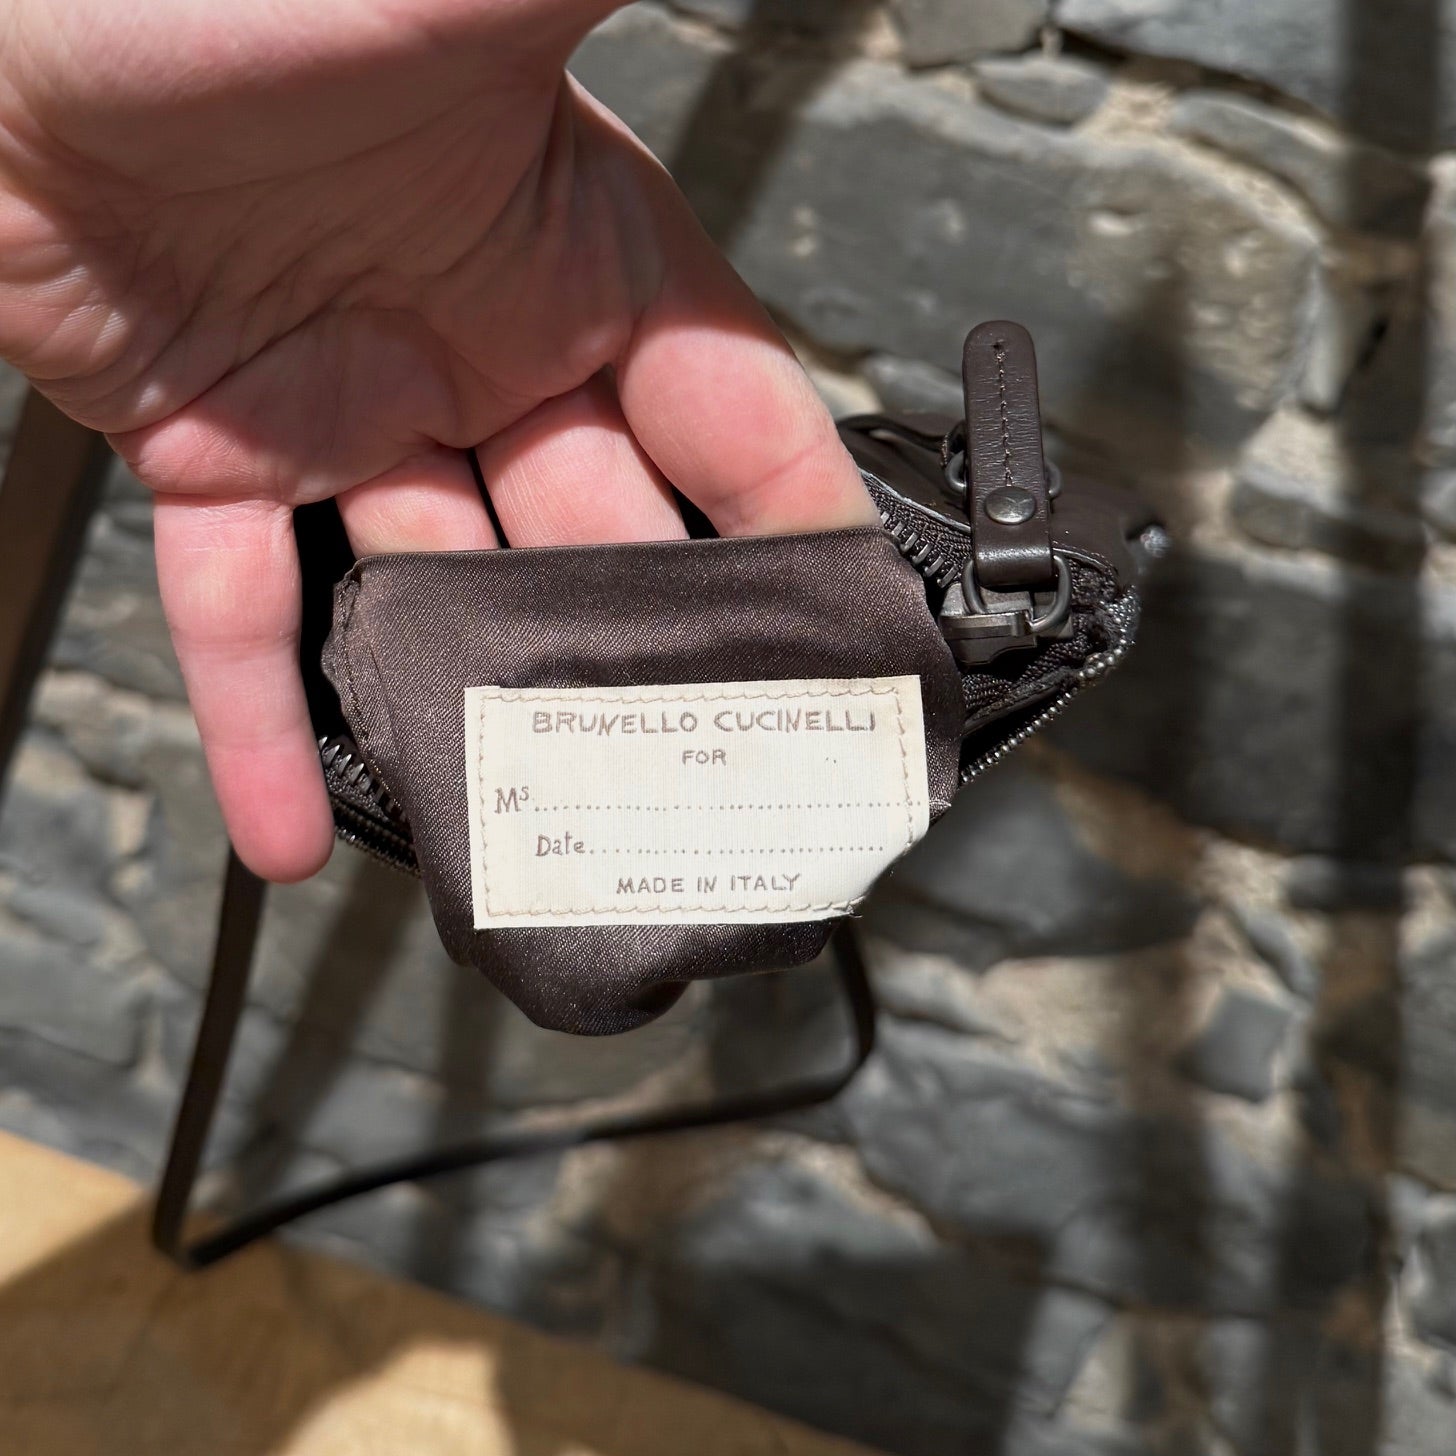 BRUNELLO CUCINELLI
FOR
Ms.................................................
Date.....................................
MADE IN ITALY